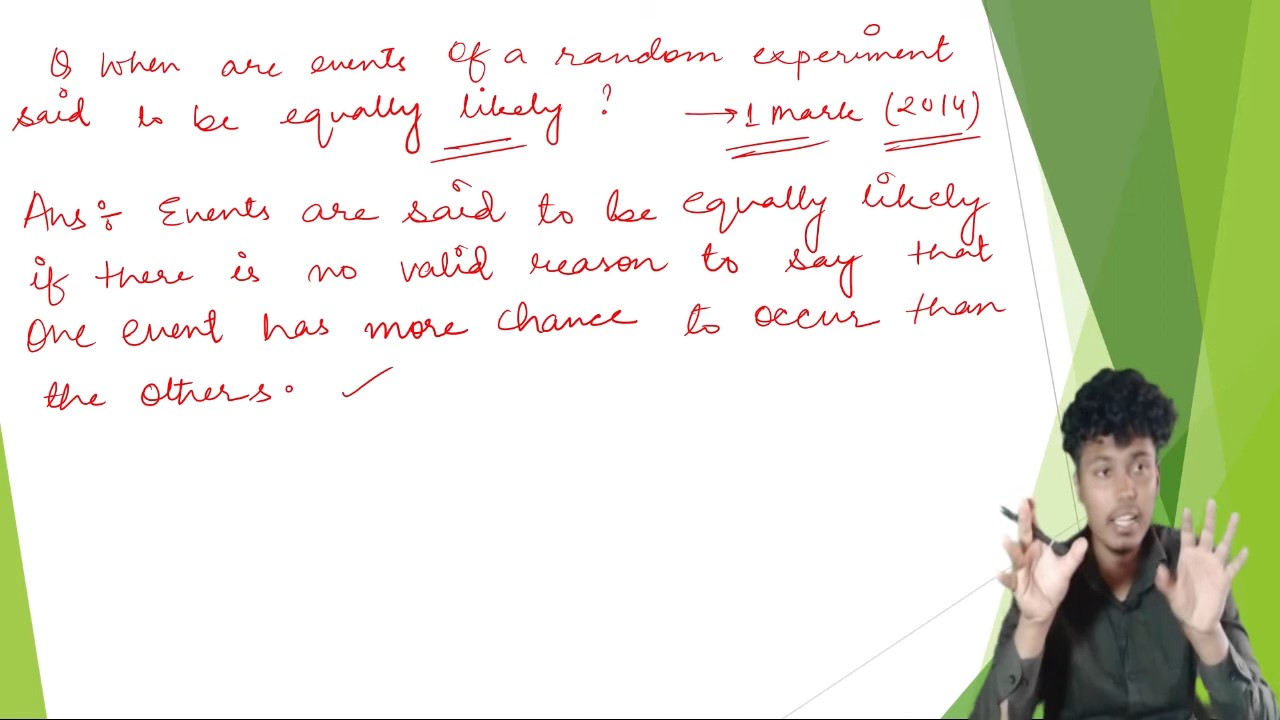 Q When are events of a random experiment
said to be equally likely ? → 1 mark (2014)
Ans÷ Events are said to be equally likely
if there is no valid reason to say that
One event has more chance to occur than
the others.